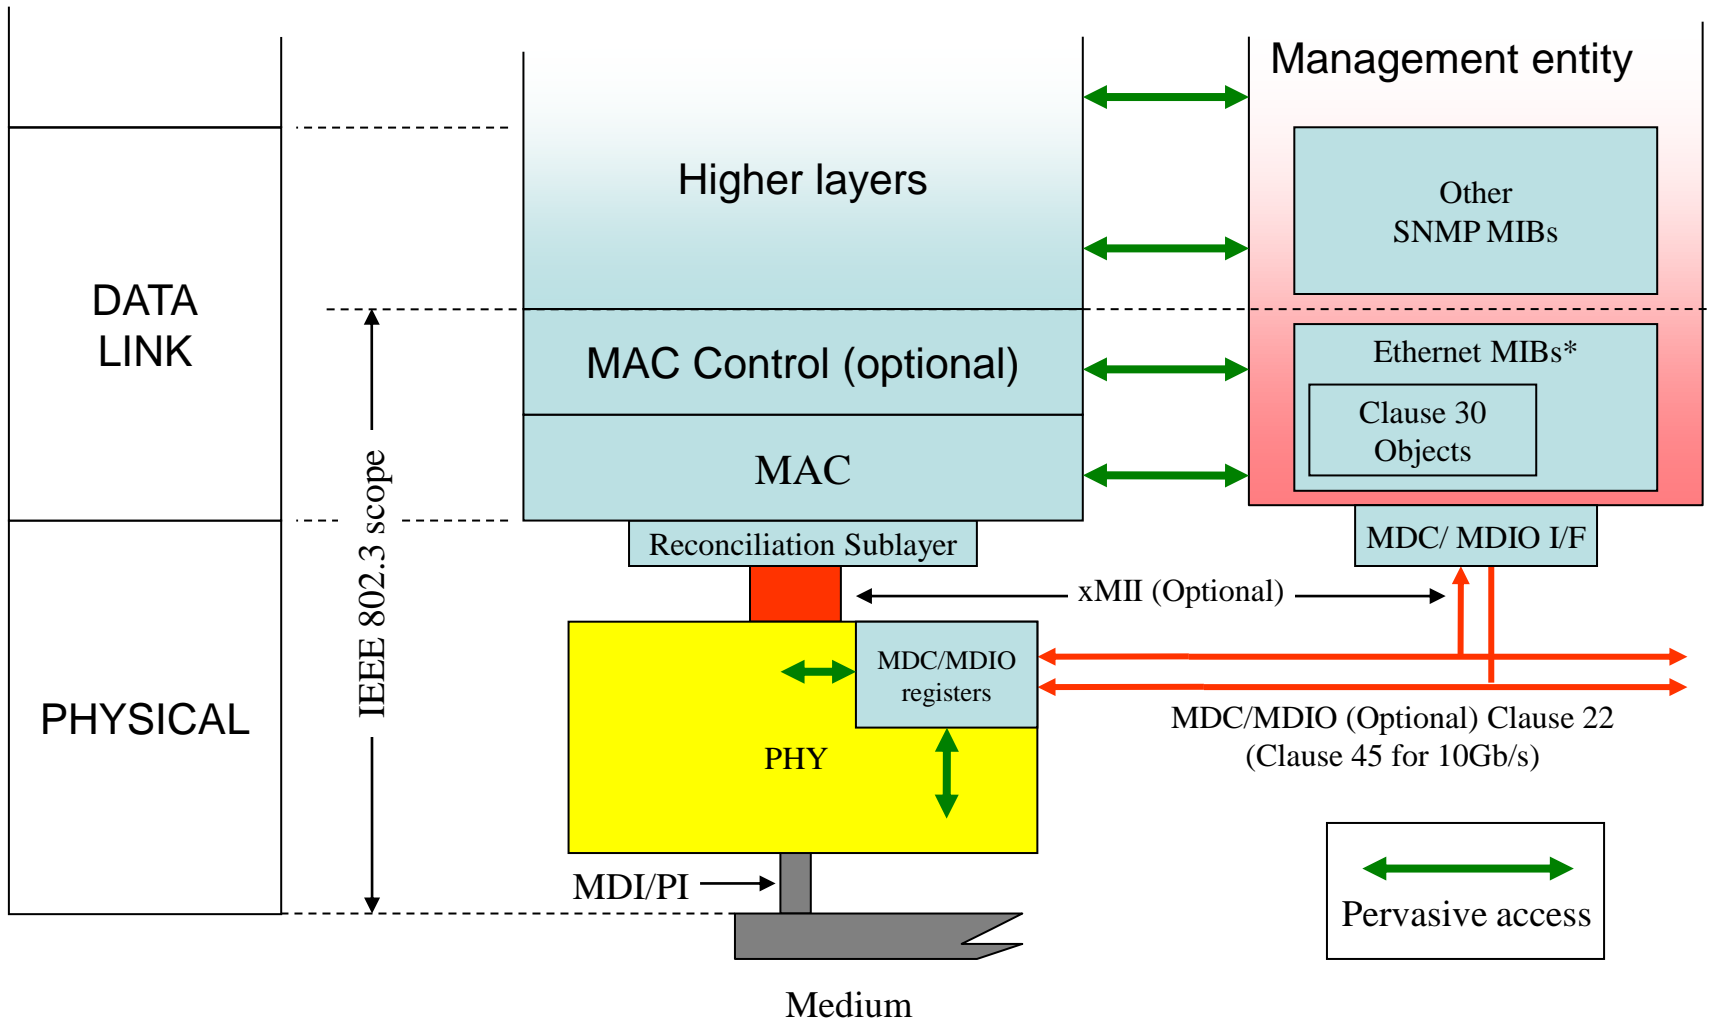 Management entity
Higher layers
Other
SNMP MIBs
DATA
LINK
MAC Control (optional)
Ethernet MIBs*
Clause 30
Objects
MAC
IEEE 802.3 scope
Reconciliation Sublayer
MDC/ MDIO I/F
xMII (Optional)
PHYSICAL
MDC/MDIO
registers
PHY
MDC/MDIO (Optional) Clause 22
(Clause 45 for 10Gb/s)
MDI/PI
Pervasive access
Medium